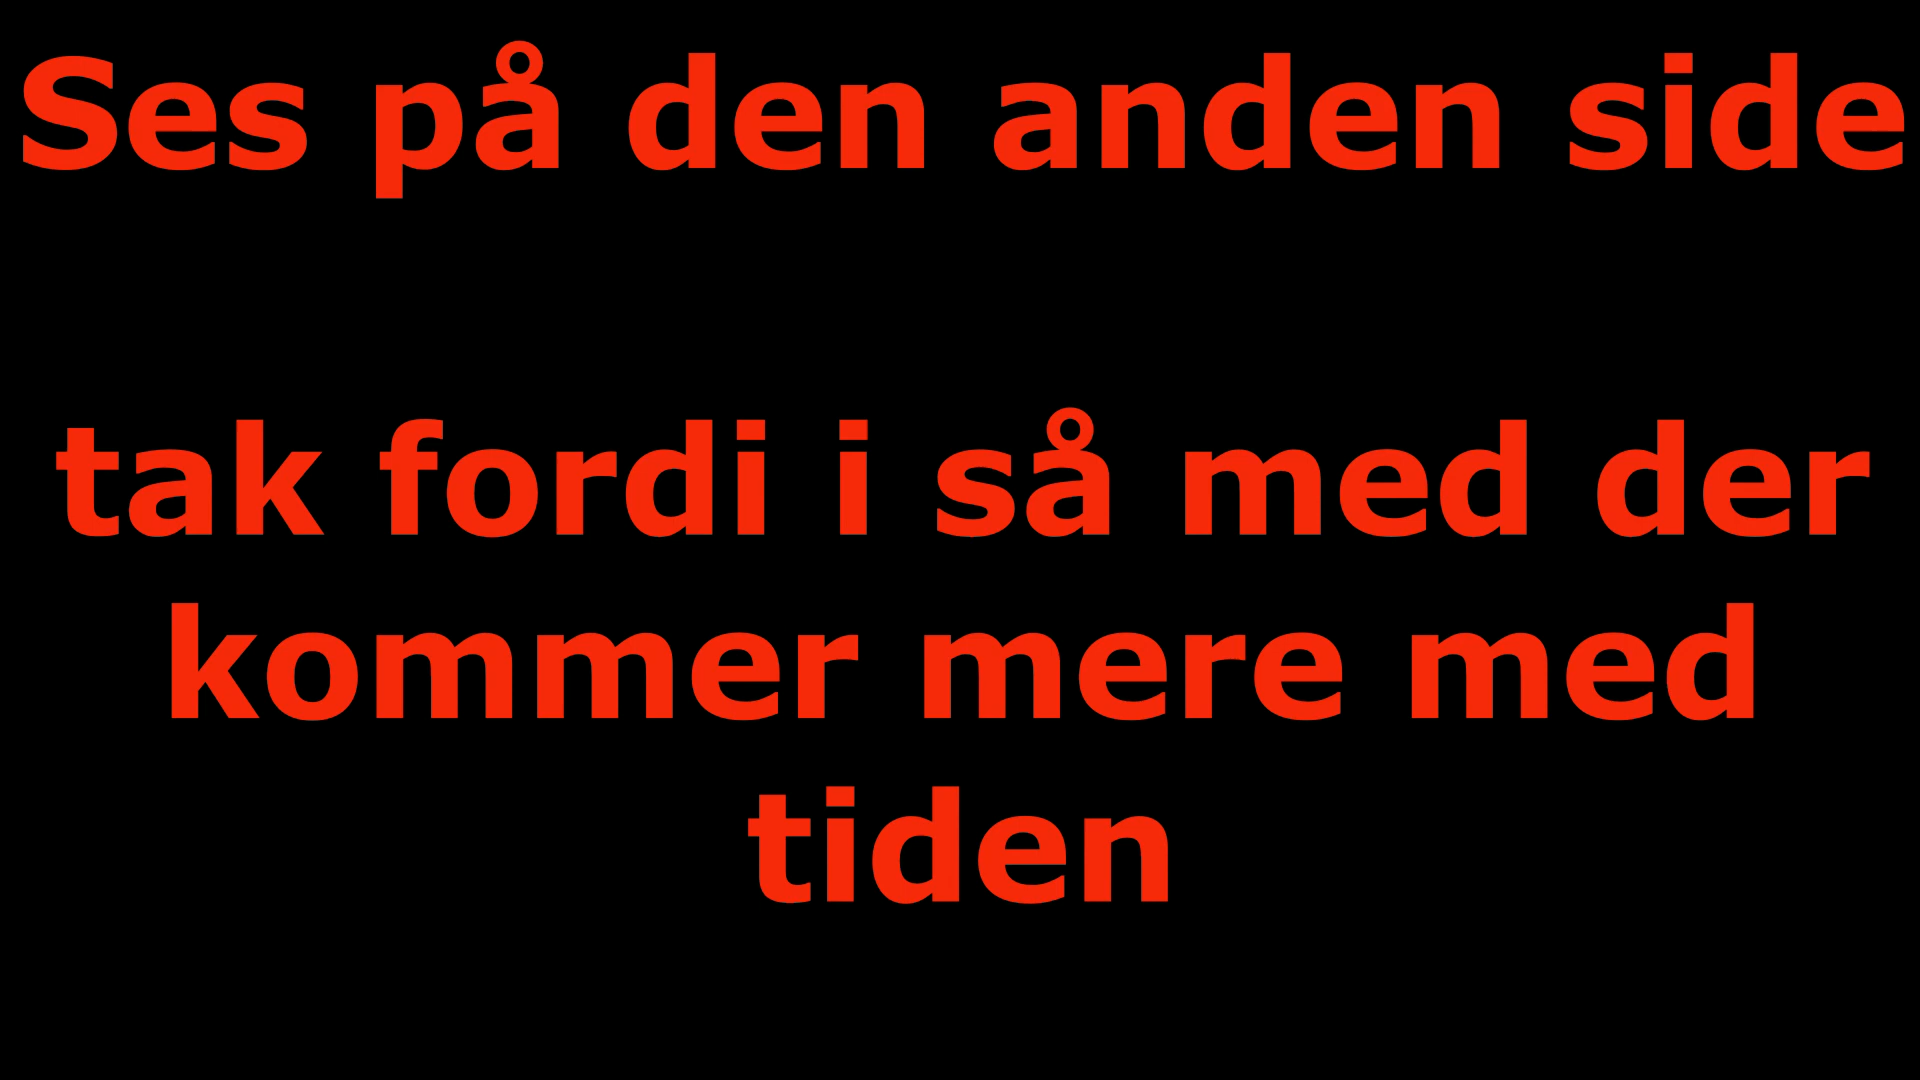 Ses på den anden side
tak fordi i så med der
kommer mere med
tiden